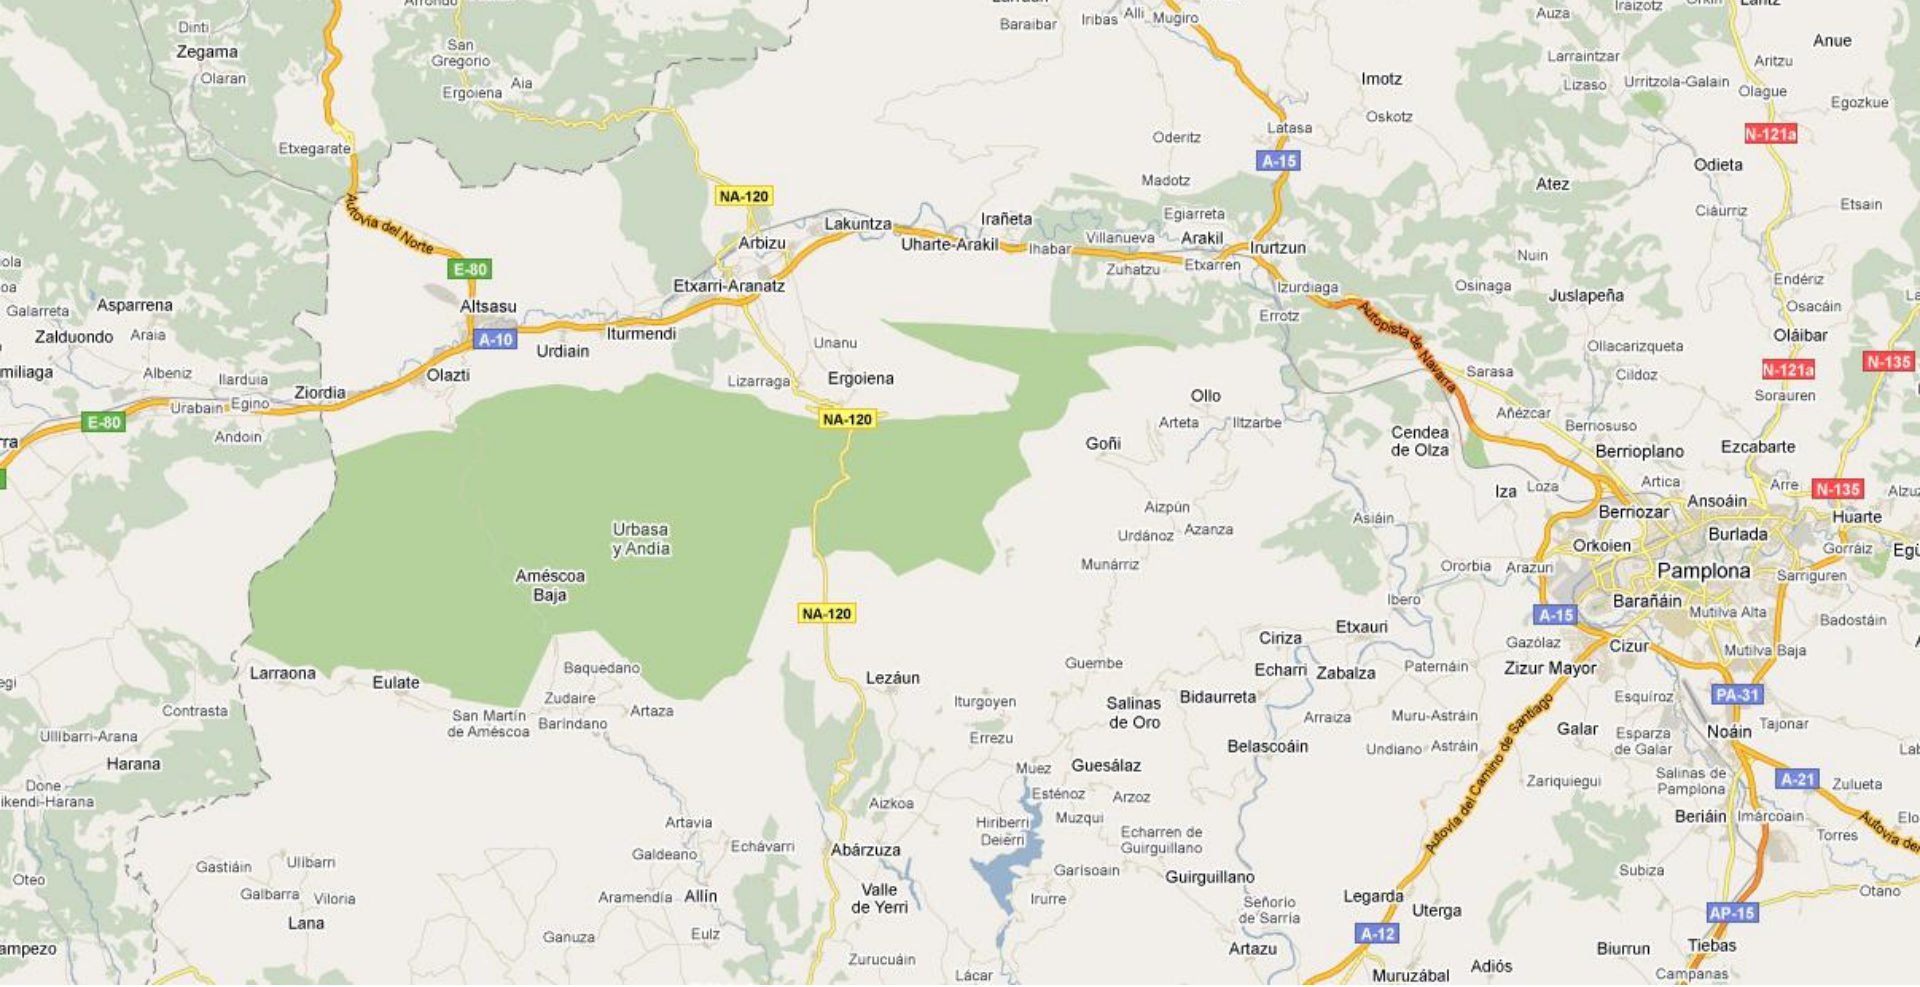 Arrondo
Dinti
Zegama
Olaran
San
Gregorio
Ergoiena
Aia
Baraibar
Iribas
Alli
Mugiro
Auza
Iraizotz
Lantz
Anue
Larraintzar
Lizaso
Urritzola-Galain
Aritzu
Olague
Egozkue
Imotz
Oskotz
Latasa
Oderitz
A-15
N-121a
Etxegarate
Madotz
Atez
Odieta
NA-120
Autovía del Norte
Lakuntza
Irañeta
Egiarreta
Ciáurriz
Etsain
Arbizu
Uharte-Arakil
Ihabar
Villanueva
Arakil
Irurtzun
Zuhatzu
Etxarren
Nuin
E-80
Etxarri-Aranatz
Izurdiaga
Osinaga
Juslapeña
Endériz
Osacáin
Asparrena
Galarreta
Altsasu
Errotz
Autopista de Navarra
Zalduondo
Araia
A-10
Iturmendi
Urdiain
Unanu
Ollacarizqueta
Oláibar
N-121a
N-135
Albeniz
Ilarduia
Olazti
Lizarraga
Ergoiena
Sarasa
Cildoz
Sorauren
Ziordia
Urabain
Egino
E-80
Andoin
NA-120
Ollo
Arteta
Iltzarbe
Goñi
Añézcar
Berriosuso
Cendea
de Olza
Berrioplano
Ezcabarte
Iza
Loza
Artica
Ansoáin
Arre
N-135
Berriozar
Huarte
Aizpún
Asiáin
Urdánoz
Azanza
Urbasa
y Andia
Orkoien
Burlada
Gorráiz
Munárriz
Ororbia
Arazuri
Pamplona
Sarriguren
Améscoa
Baja
NA-120
Ibero
A-15
Barañáin
Mutilva Alta
Badostáin
Etxauri
Ciriza
Gazólaz
Cizur
Mutilva Baja
Guembe
Echarri
Zabalza
Paternáin
Zizur Mayor
Larraona
Eulate
Baquedano
Lezáun
Bidaurreta
Esquíroz
PA-31
Contrasta
Zudaire
Iturgoyen
Salinas
de Oro
San Martín
de Améscoa
Baríndano
Artaza
Arraiza
Muru-Astráin
Autovía del Camino de Santiago
Galar
Tajonar
Noáin
Esparza
de Galar
Ullíbarri-Arana
Errezu
Belascoáin
Undiano
Astráin
Harana
Muez
Guesálaz
Zariquiegui
Salinas de
Pamplona
A-21
Zulueta
Done
Esténoz
Arzoz
Aizkoa
Beriáin
Imárcoain
Torres
Hiriberri
Deierri
Muzqui
Echarren de
Guirguillano
Artavia
Galdeano
Echávarri
Abárzuza
Gastiáin
Ulibarri
Garísoain
Guirguillano
Subiza
Oteo
Galbarra
Viloria
Aramendía
Allín
Valle
de Yerri
Irurre
Legarda
Uterga
Otano
Lana
Señorio
de Sarría
AP-15
Ganuza
Eulz
A-12
Artazu
Biurrun
Tiebas
Zurucuáin
Lácar
Muruzábal
Adiós
Campanas